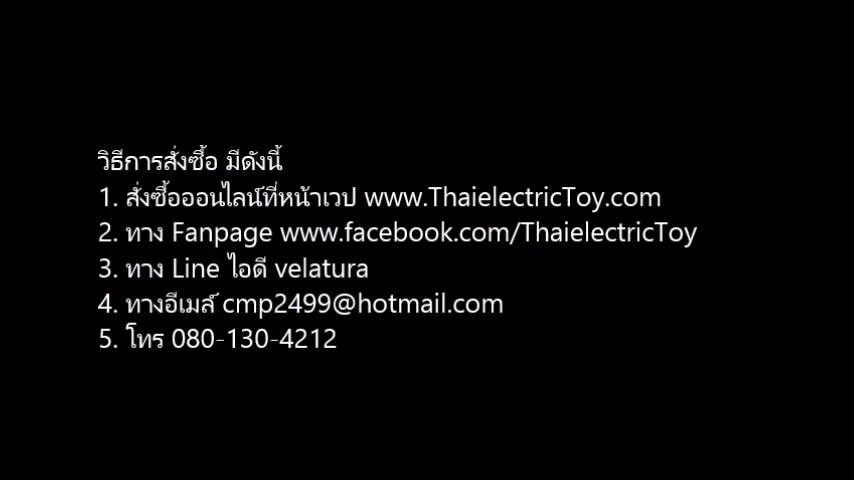 วิธีการสั่งซื้อ มีดังนี้
1. สั่งซื้อออนไลน์ที่หน้าเวป www.ThaielectricToy.com
2. ทาง Fanpage www.facebook.com/ThaielectricToy
3. ทาง Line ไอดี velatura
4. ทางอีเมล์ cmp2499@hotmail.com
5. โทร 080-130-4212